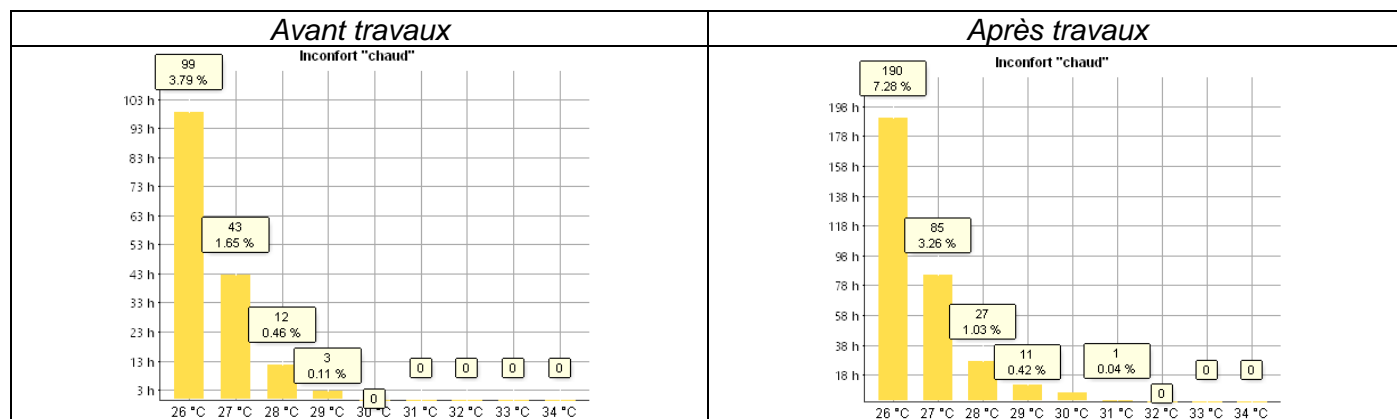 Avant travaux
Après travaux
Inconfort "chaud"
99
3.79 %
103 h
93 h
83 h
73 h
63 h
53 h
43 h
33 h
23 h
13 h
3 h
43
1.65 %
12
0.46 %
3
0.11 %
0
0
0
0
0
26 °C 27 °C 28 °C 29 °C 30 °C 31 °C 32 °C 33 °C 34 °C
Inconfort "chaud"
190
7.28 %
198 h
178 h
158 h
138 h
118 h
98 h
78 h
58 h
38 h
18 h
85
3.26 %
27
1.03 %
11
0.42 %
1
0.04 %
0
0
0
26 °C 27 °C 28 °C 29 °C 30 °C 31 °C 32 °C 33 °C 34 °C